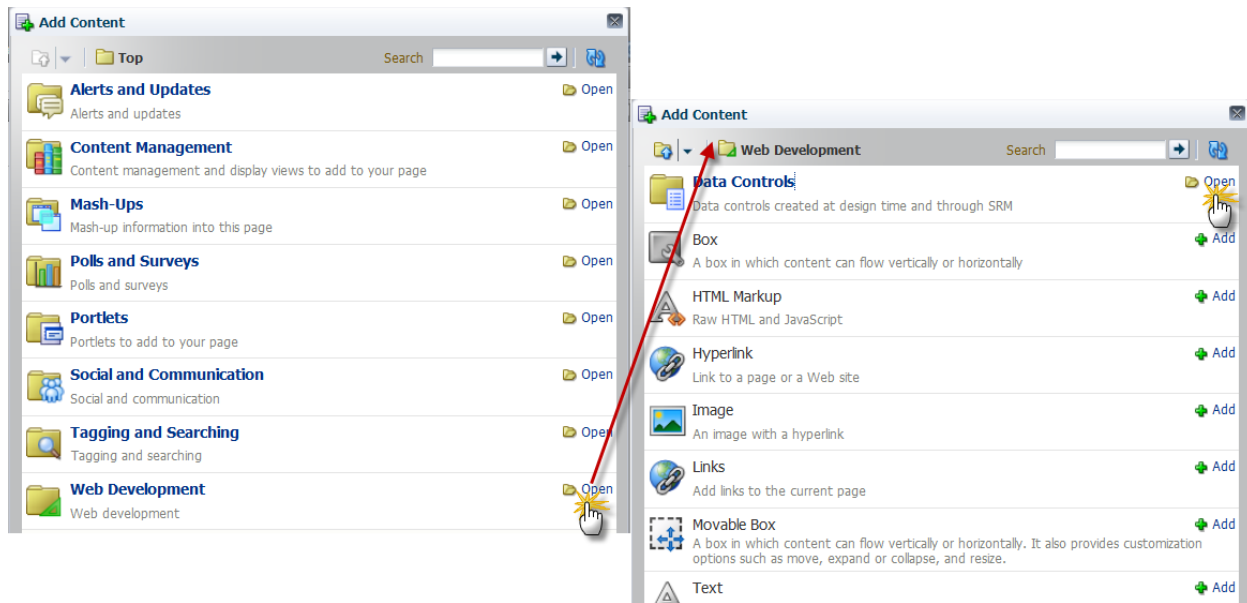 Add Content
Top
Search
Alerts and Updates
Open
Alerts and updates
Content Management
Open
Content management and display views to add to your page
Mash-Ups
Open
Mash-up information into this page
Polls and Surveys
Open
Polls and surveys
Portlets
Open
Portlets to add to your page
Social and Communication
Open
Social and communication
Tagging and Searching
Open
Tagging and searching
Web Development
Open
Web development
Add Content
Web Development
Search
Data Controls
Open
Data controls created at design time and through SRM
Box
Add
A box in which content can flow vertically or horizontally
HTML Markup
Add
Raw HTML and JavaScript
Hyperlink
Add
Link to a page or a Web site
Image
Add
An image with a hyperlink
Links
Add
Add links to the current page
Movable Box
Add
A box in which content can flow vertically or horizontally. It also provides customization
options such as move, expand or collapse, and resize.
Text
Add